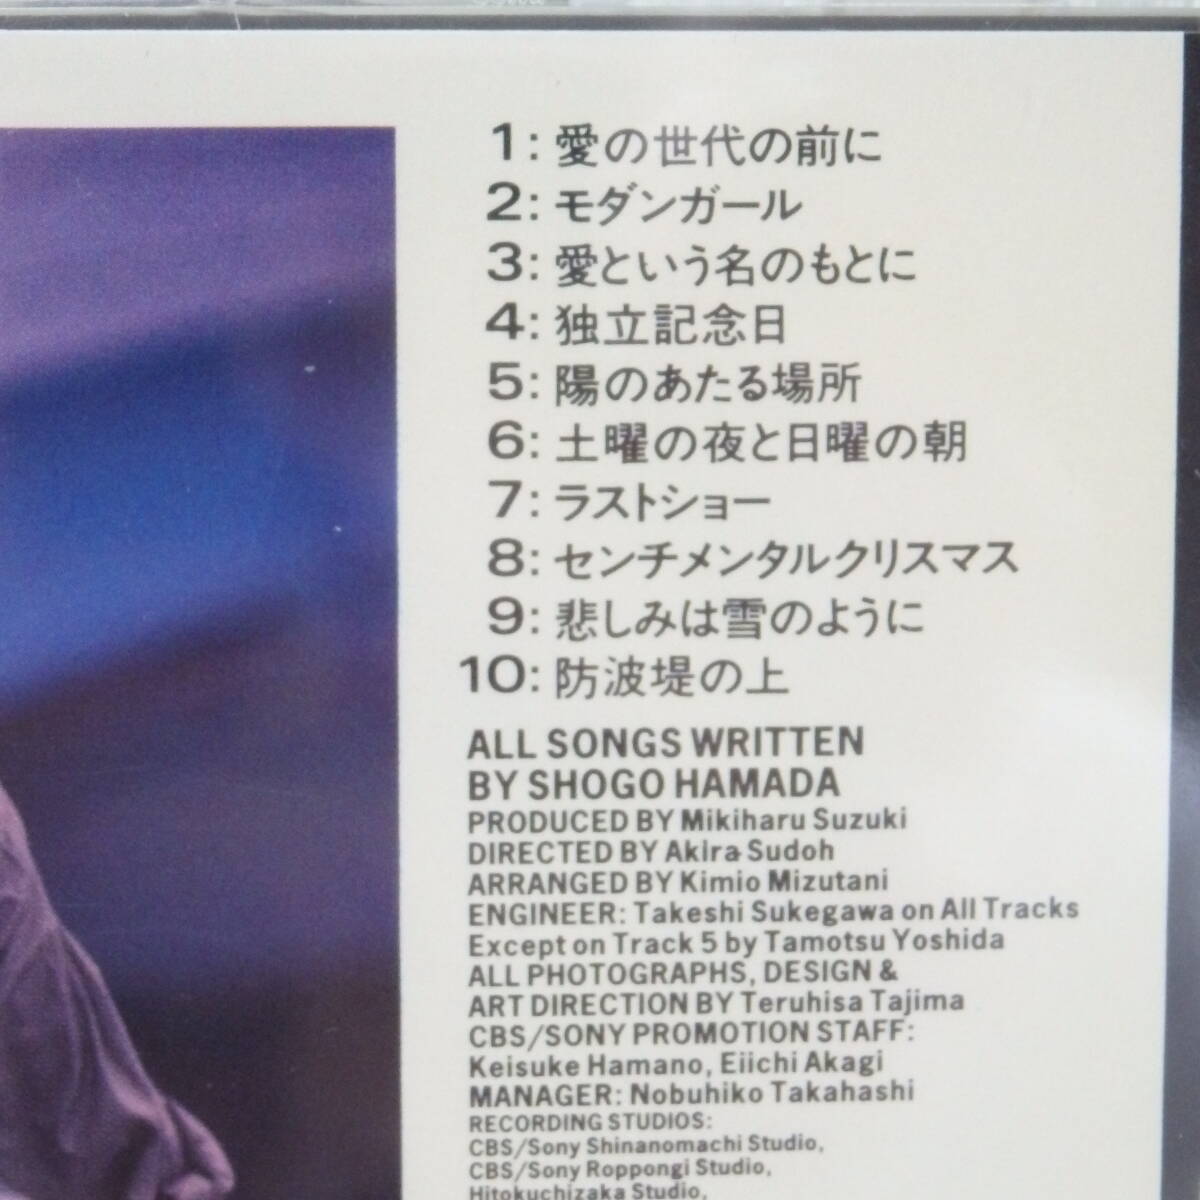 1: 愛の世代の前に
2: モダンガール
3: 愛という名のもとに
4: 独立記念日
5: 陽のあたる場所
6: 土曜の夜と日曜の朝
7: ラストショー
8: センチメンタルクリスマス
9: 悲しみは雪のように
10: 防波堤の上
ALL SONGS WRITTEN
BY SHOGO HAMADA
PRODUCED BY Mikiharu Suzuki
DIRECTED BY Akira Sudoh
ARRANGED BY Kimio Mizutani
ENGINEER: Takeshi Sukegawa on All Tracks
Except on Track 5 by Tamotsu Yoshida
ALL PHOTOGRAPHS, DESIGN &
ART DIRECTION BY Teruhisa Tajima
CBS/SONY PROMOTION STAFF:
Keisuke Hamano, Eiichi Akagi
MANAGER: Nobuhiko Takahashi
RECORDING STUDIOS:
CBS/Sony Shinanomachi Studio,
CBS/Sony Roppongi Studio,
Hitokuchizaka Studio,